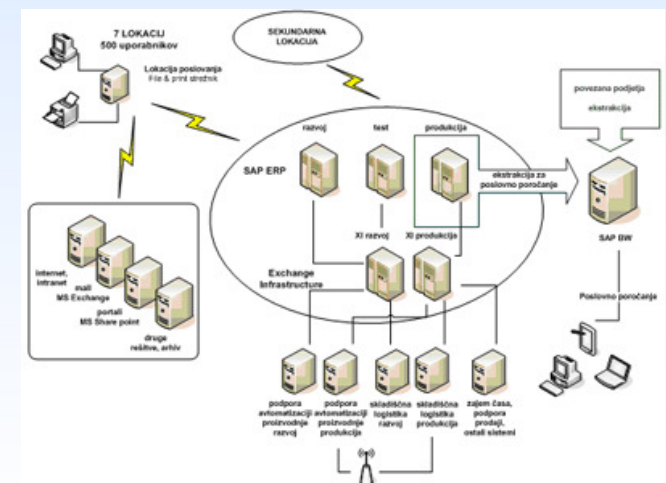 7 LOKACIJ
500 uporabnikov
Lokacija poslovanja
File & print strežnik
SEKUNDARNA
LOKACIJA
povezana podjetja
ekstrakcija
razvoj
test
produkcija
SAP ERP
ekstrakcija za
poslovno poročanje
SAP BW
XI razvoj
XI produkcija
Exchange
Infrastructure
internet,
intranet
mail
MS Exchange
portali
MS Share point
druge
rešitve, arhiv
Poslovno poročanje
podpora
avtomatizaciji
proizvodnje
razvoj
podpora
avtomatizaciji
proizvodnje
produkcija
skladiščna
logistika
razvoj
skladiščna
logistika
produkcija
zajem časa,
podpora
prodaji,
ostali sistemi